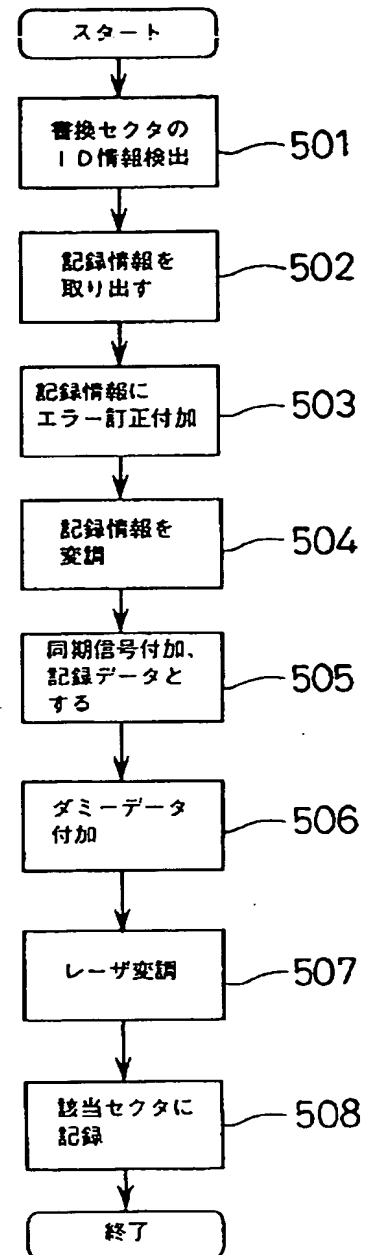 スタート
書換セクタの
ID情報検出
501
記録情報を
取り出す
502
記録情報に
エラー訂正付加
503
記録情報を
変調
504
同期信号付加、
記録データと
する
505
ダミーデータ
付加
506
レーザ変調
507
該当セクタに
記録
508
終了